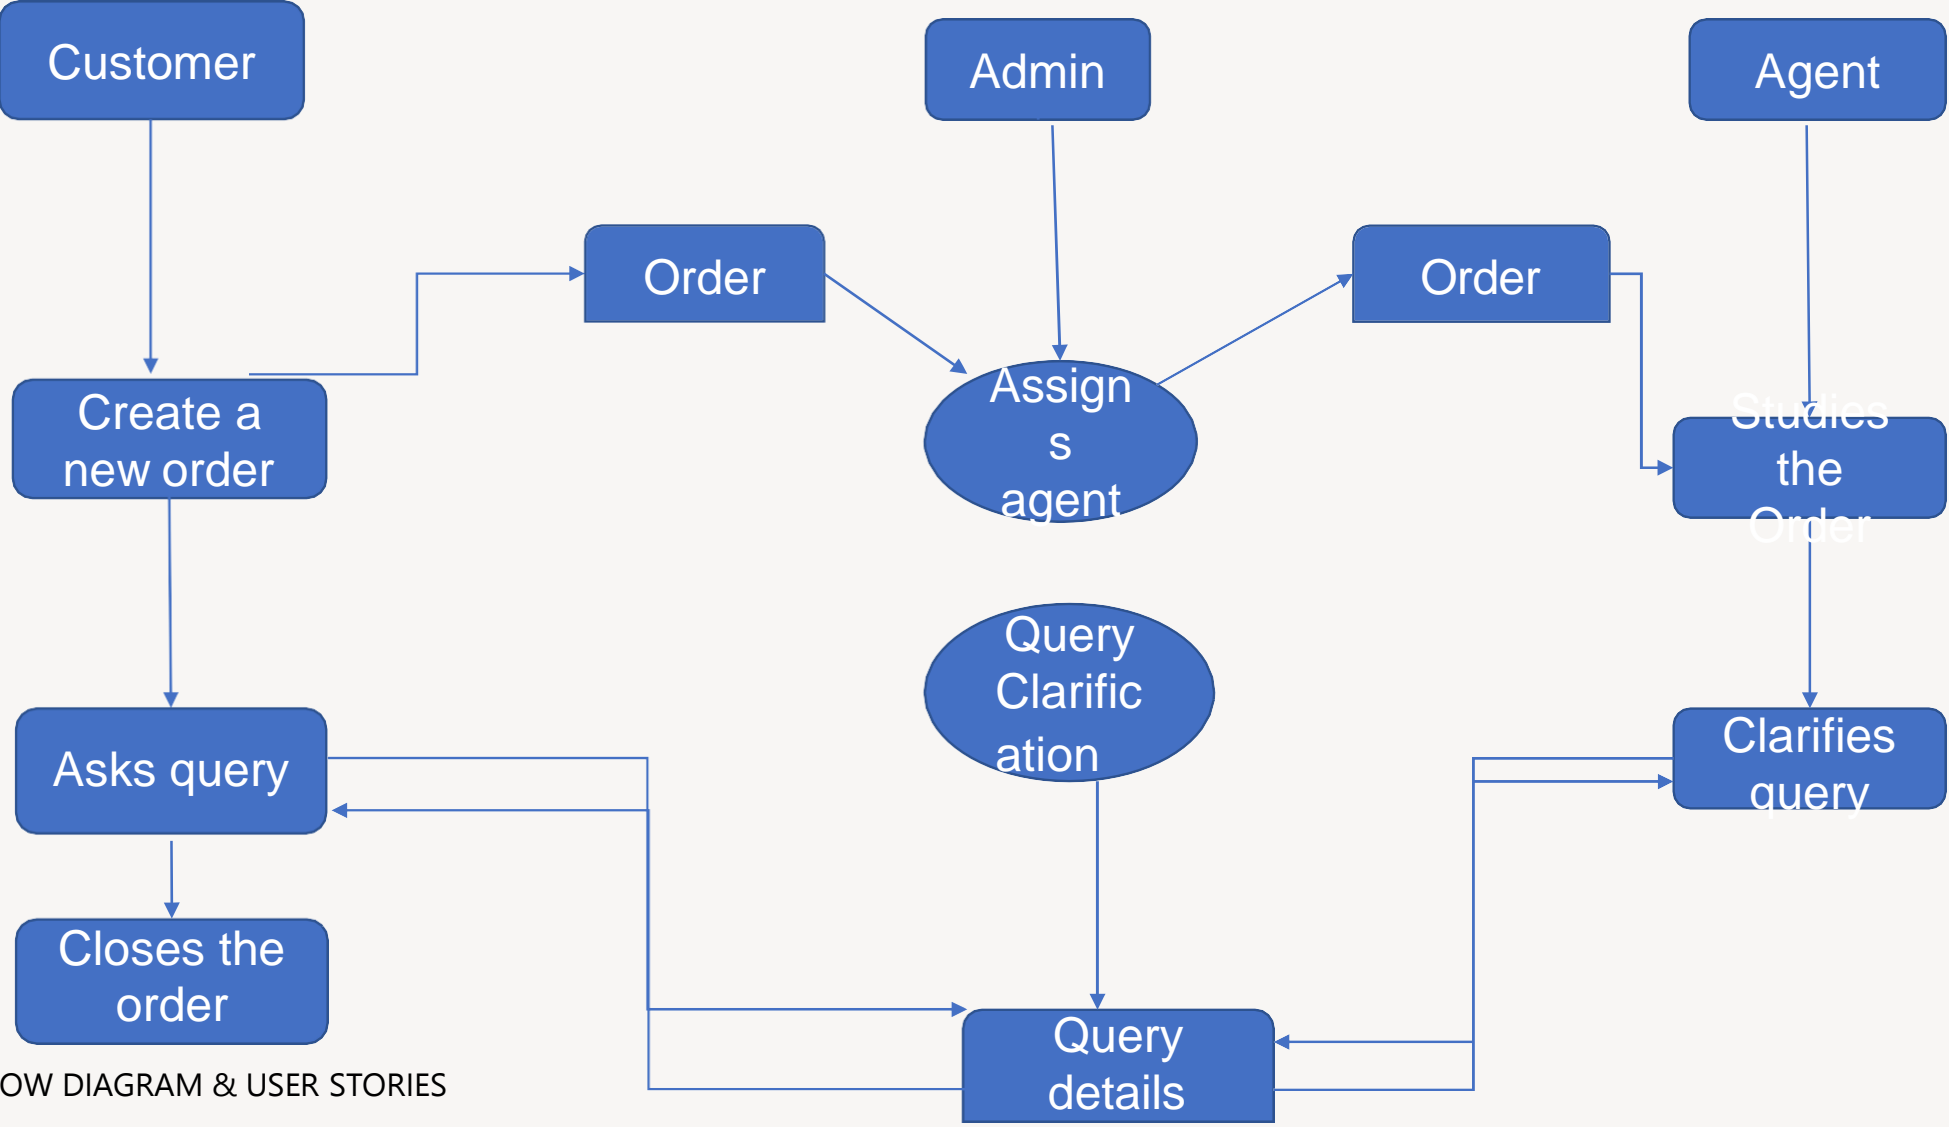 Customer
Admin
Agent
Order
Order
Create a
new order
Assign
s
agent
Studies
the
Order
Query
Clarific
ation
Asks query
Clarifies
query
Closes the
order
Query
details
OW DIAGRAM & USER STORIES